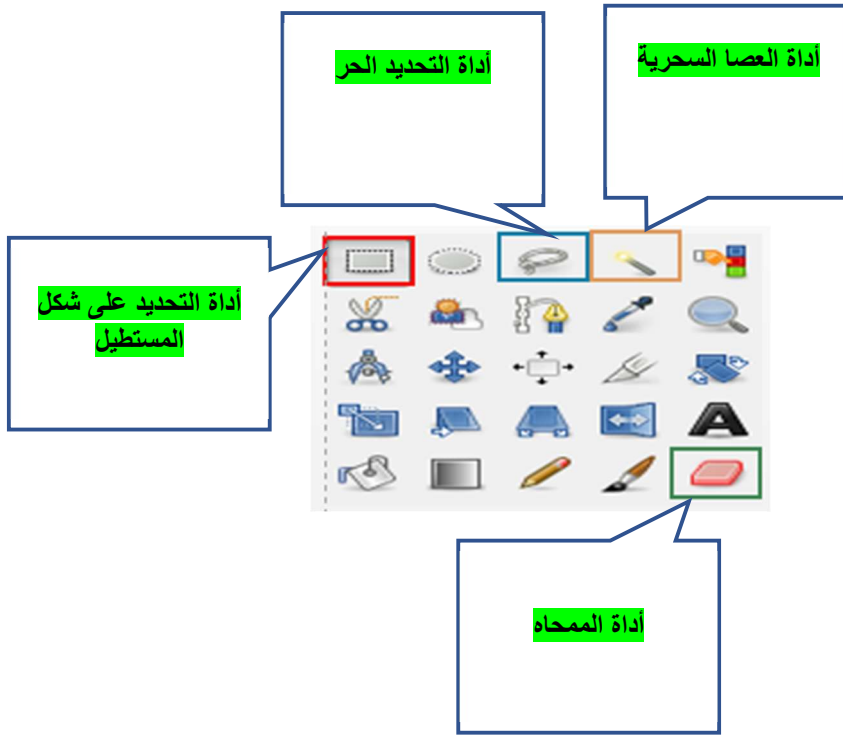 أداة العصا السحرية
أداة التحديد الحر
أداة التحديد على شكل
المستطيل
أداة الممحاه